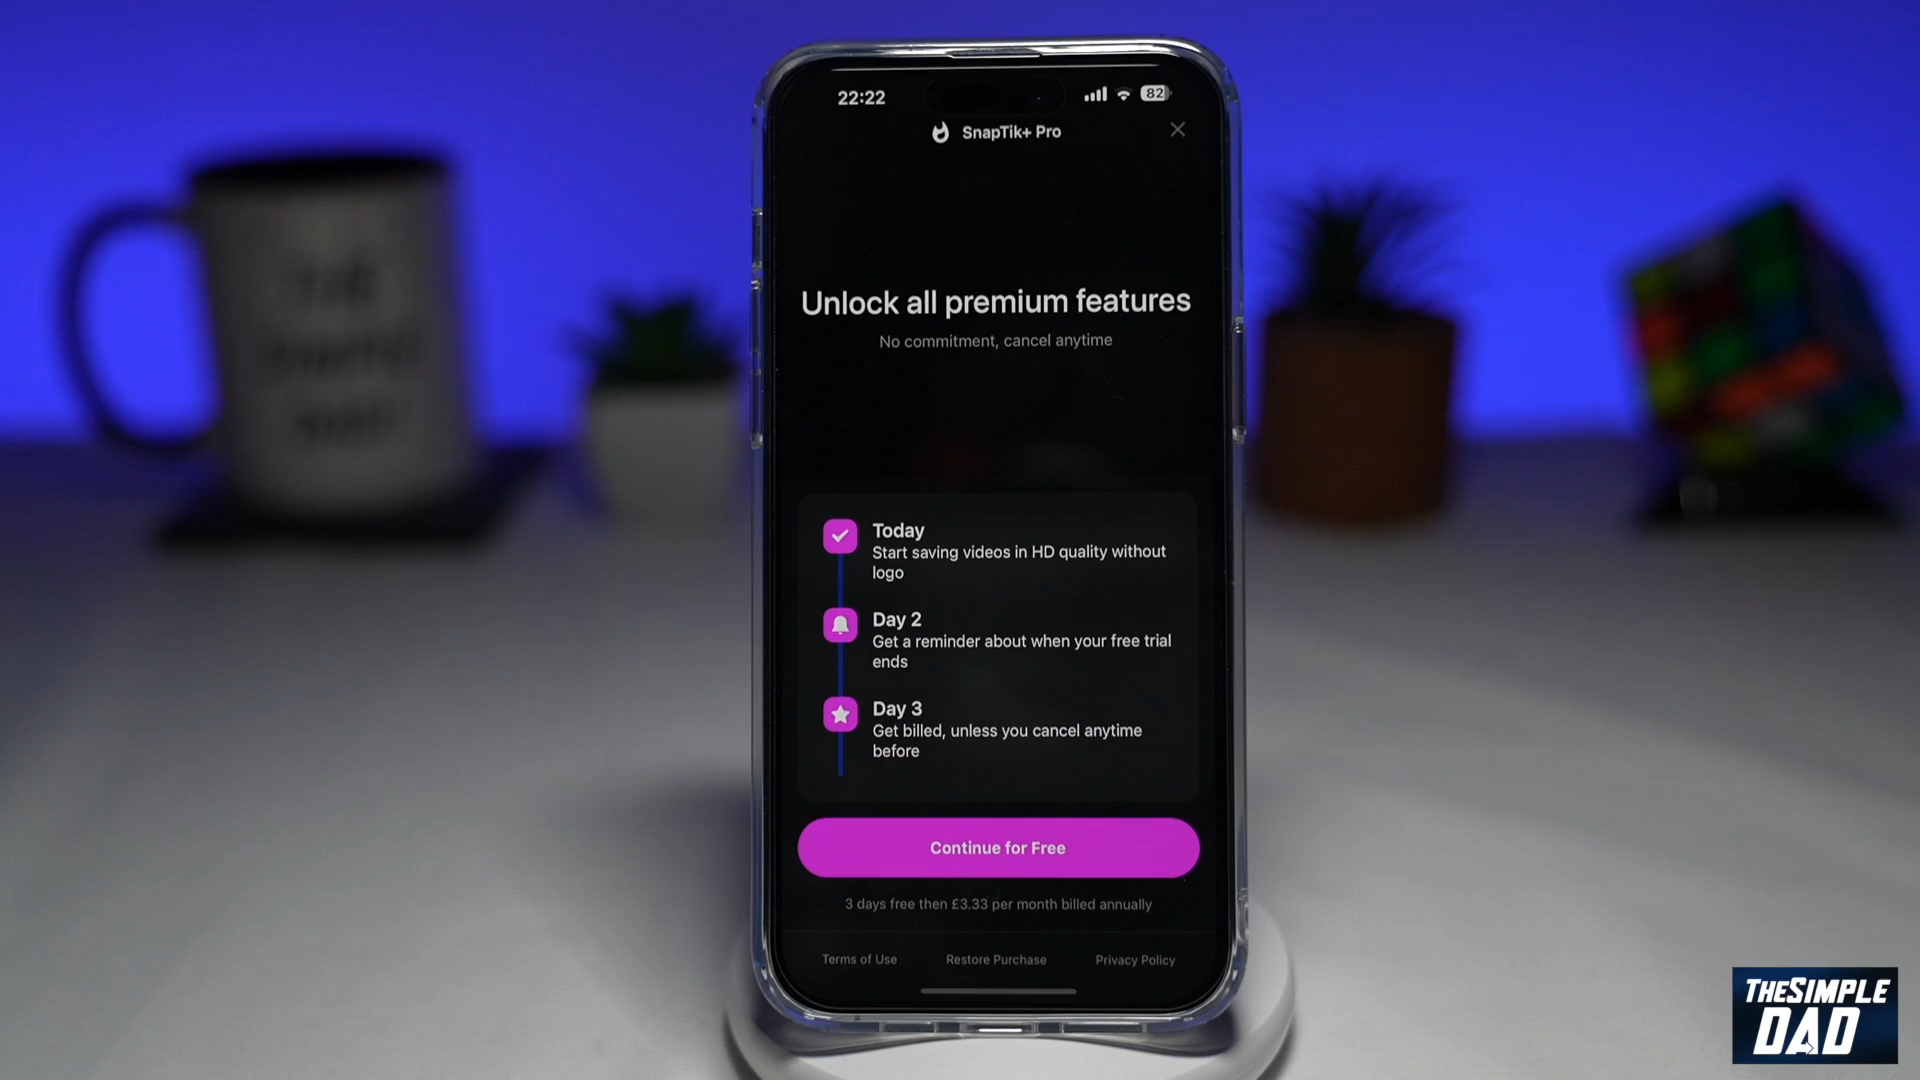 22:22
82
SnapTik+ Pro
Unlock all premium features
No commitment, cancel anytime
Today
Start saving videos in HD quality without
logo
Day 2
Get a reminder about when your free trial
ends
Day 3
Get billed, unless you cancel anytime
before
Continue for Free
3 days free then £3.33 per month billed annually
Terms of Use
Restore Purchase
Privacy Policy
THESIMPLE
DAD